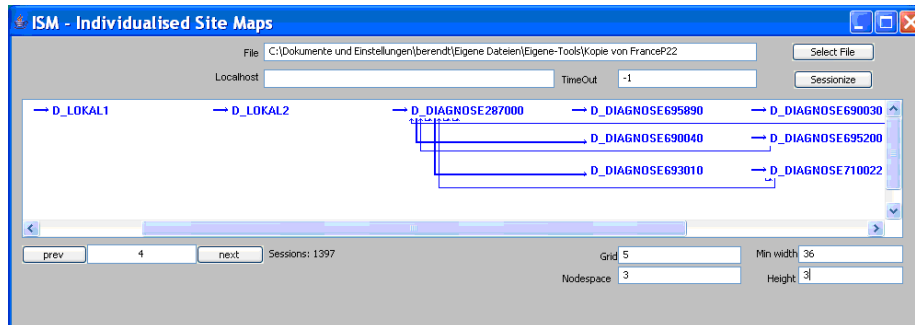 ISM - Individualised Site Maps
File C:\Dokumente und Einstellungen\berendt\Eigene Dateien\Eigene-Tools\Kopie von FranceP22 Select File
Localhost TimeOut -1 Sessionize
D_LOKAL1 D_LOKAL2 D_DIAGNOSE287000 D_DIAGNOSE695890 D_DIAGNOSE690030
D_DIAGNOSE690040 D_DIAGNOSE695200
D_DIAGNOSE693010 D_DIAGNOSE710022
prev 4 next Sessions: 1397 Grid 5 Min width 36
Nodespace 3 Height 3